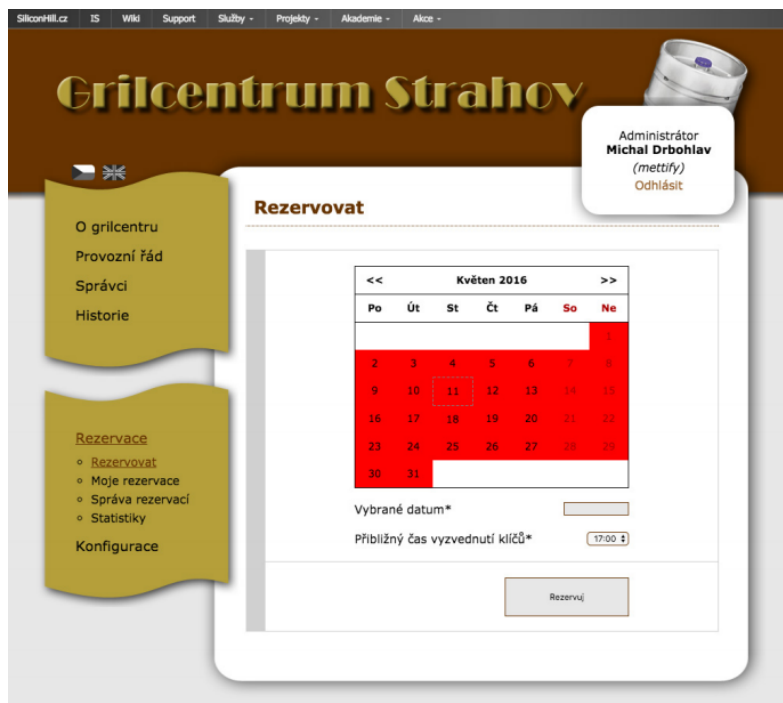 SiliconHill.cz IS Wiki Support Služby Projekty Akademie Akce
Grilcentrum Strahov
Administrátor
Michal Drbohlav
(mettify)
Odhlásit
O grilcentru
Provozní řád
Správci
Historie
Rezervace
Rezervovat
Moje rezervace
Správa rezervací
Statistiky
Konfigurace
Rezervovat
<< Květen 2016 >>
Po Út St Čt Pá So Ne
1
2 3 4 5 6 7 8
9 10 11 12 13 14 15
16 17 18 19 20 21 22
23 24 25 26 27 28 29
30 31
Vybrané datum*
Přibližný čas vyzvednutí klíčů* 17:00
Rezervuj